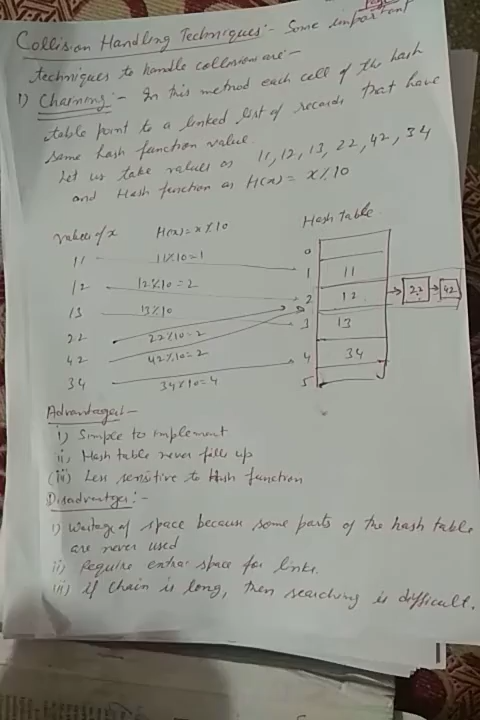 Collision Handling Techniques:- Some important
techniques to handle collision are:-
1) Chaining:- In this method each cell of the hash
table point to a linked list of records that have
same hash function value.
Let us take values as 11, 12, 13, 22, 42, 34
and Hash function as H(x) = x%10
Values of x H(x) = x%10 Hash table
0
11 11%10=1 1 11
12 12%10=2 2 12 22 42
13 13%10 3 13
22 22%10=2
42 42%10=2 4 34
34 34%10=4 5
Advantages:-
i) Simple to implement
ii) Hash table never fills up
(iii) Less sensitive to Hash function
Disadvantges:-
i) Wastage of space because some parts of the hash table
are never used
ii) Require extra space for links.
iii) if chain is long, then searching is difficult.